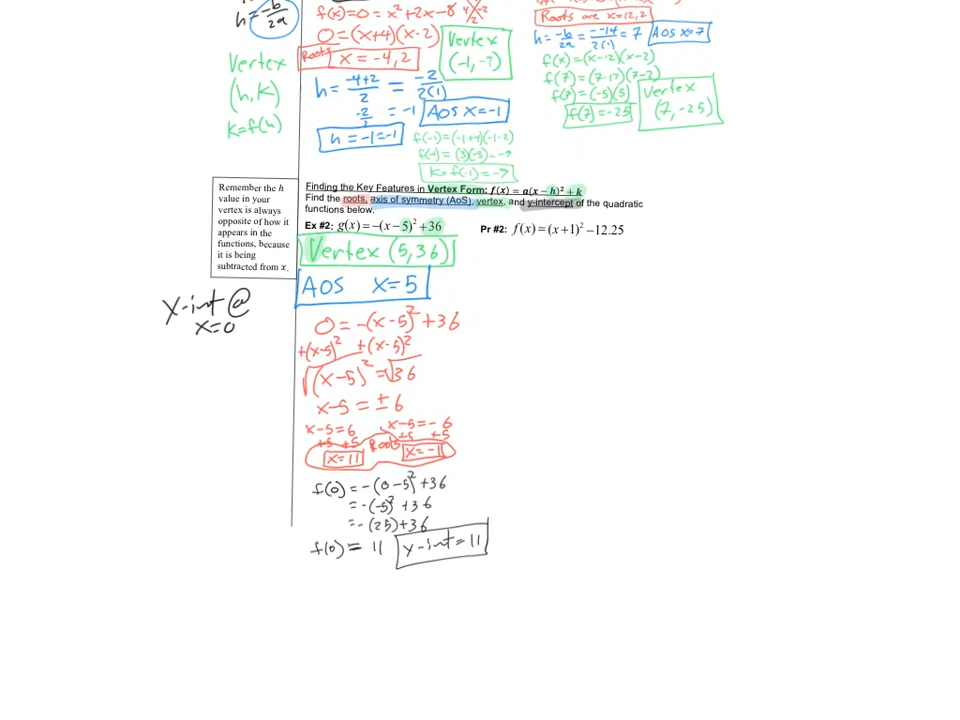 h = -b/2a
Vertex
(h, k)
k = f(h)
f(x) = 0 = x² + 2x - 8
0 = (x+4)(x-2)
Roots x = -4, 2
Vertex
(-1, -9)
h = -4+2/2 = -2/2(1)
-2/2 = -1 AOS x = -1
h = -1 = -1
f(-1) = (-1+4)(-1-2)
f(-1) = (3)(-3) = -9
k = f(-1) = -9
Roots are x = 12, 2
h = -b/2a = --14/2(1) = 7 AOS x = 7
f(x) = (x-12)(x-2)
f(7) = (7-12)(7-2)
f(7) = (-5)(5)
f(7) = -25
Vertex
(7, -25)
Remember the h
value in your
vertex is always
opposite of how it
appears in the
functions, because
it is being
subtracted from x.
Finding the Key Features in Vertex Form: f(x) = a(x – h)² + k
Find the roots, axis of symmetry (AoS), vertex, and y-intercept of the quadratic
functions below.
Ex #2: g(x) = –(x – 5)² + 36
Pr #2: f(x) = (x + 1)² – 12.25
Vertex (5, 36)
AOS x = 5
y-int @
x = 0
0 = -(x-5)² + 36
+(x-5)² +(x-5)²
√(x-5)² = √36
x-5 = ± 6
x-5 = 6 x-5 = -6
+5 +5 +5 +5
Roots
x = 11 x = -1
f(0) = -(0-5)² + 36
= -(-5)² + 36
= -(25) + 36
f(0) = 11 y-int = 11